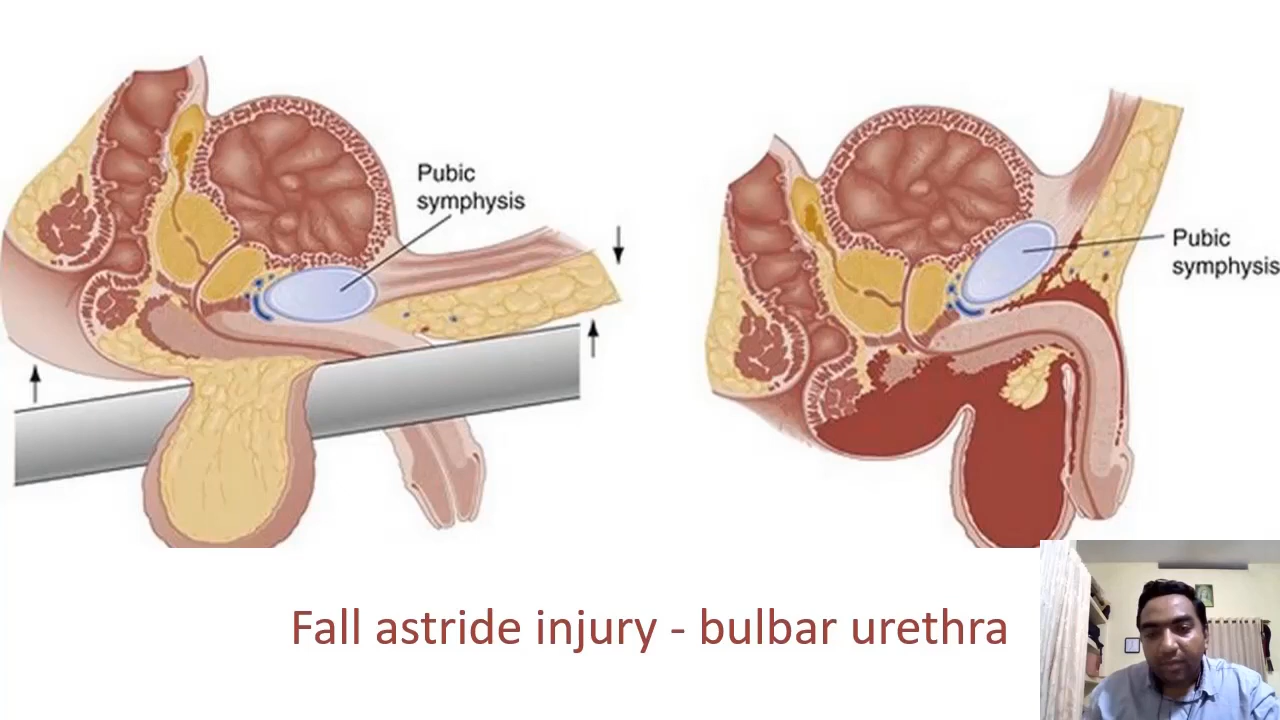 Pubic
symphysis
Pubic
symphysis
Fall astride injury - bulbar urethra